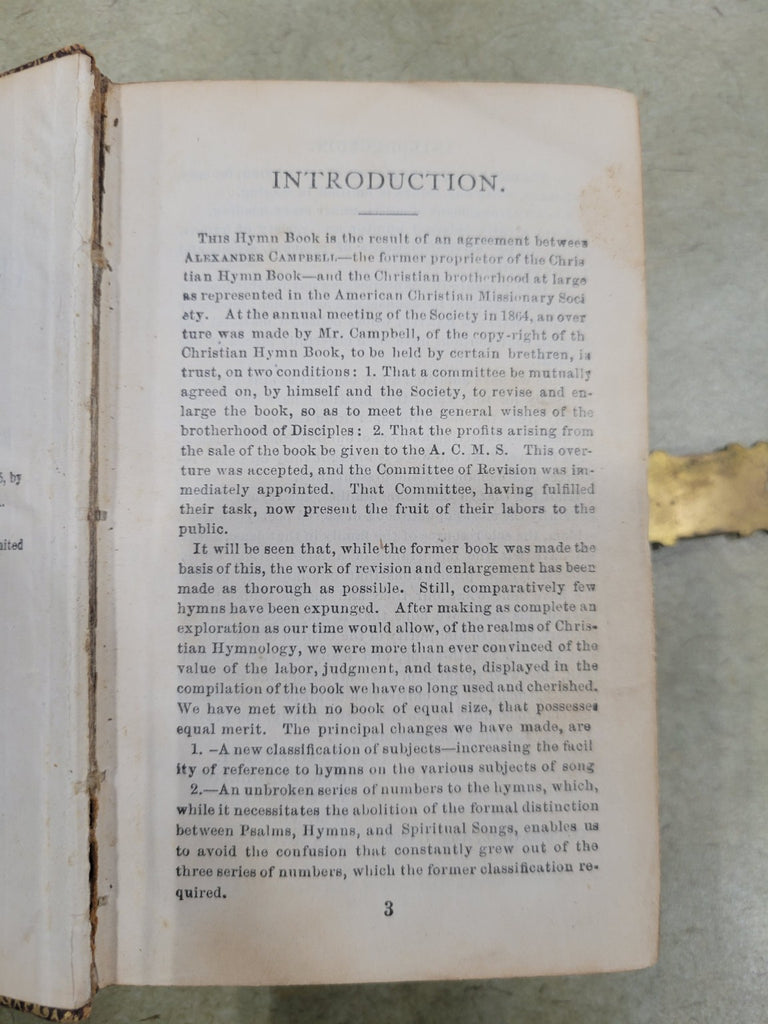 INTRODUCTION.
THIS Hymn Book is the result of an agreement between
ALEXANDER CAMPBELL—the former proprietor of the Chris
tian Hymn Book—and the Christian brotherhood at large
as represented in the American Christian Missionary Soci
ety. At the annual meeting of the Society in 1864, an over
ture was made by Mr. Campbell, of the copy-right of th
Christian Hymn Book, to be held by certain brethren, in
trust, on two conditions: 1. That a committee be mutually
agreed on, by himself and the Society, to revise and en-
large the book, so as to meet the general wishes of the
brotherhood of Disciples: 2. That the profits arising from
the sale of the book be given to the A. C. M. S. This over-
ture was accepted, and the Committee of Revision was im-
mediately appointed. That Committee, having fulfilled
their task, now present the fruit of their labors to the
public.
It will be seen that, while the former book was made the
basis of this, the work of revision and enlargement has been
made as thorough as possible. Still, comparatively few
hymns have been expunged. After making as complete an
exploration as our time would allow, of the realms of Chris-
tian Hymnology, we were more than ever convinced of the
value of the labor, judgment, and taste, displayed in the
compilation of the book we have so long used and cherished.
We have met with no book of equal size, that possesses
equal merit. The principal changes we have made, are
1. –A new classification of subjects—increasing the facil
ity of reference to hymns on the various subjects of song
2.—An unbroken series of numbers to the hymns, which,
while it necessitates the abolition of the formal distinction
between Psalms, Hymns, and Spiritual Songs, enables us
to avoid the confusion that constantly grew out of the
three series of numbers, which the former classification re-
quired.
3
, by